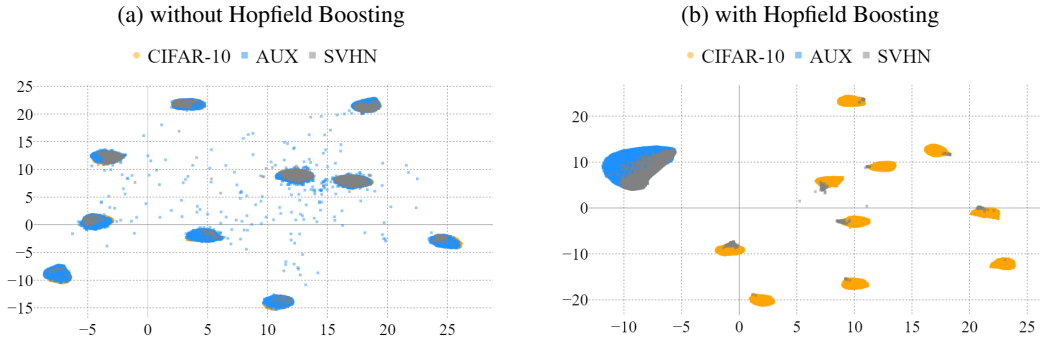 (a) without Hopfield Boosting
CIFAR-10 AUX SVHN
25
20
15
10
5
0
−5
−10
−15
−5 0 5 10 15 20 25
(b) with Hopfield Boosting
CIFAR-10 AUX SVHN
20
10
0
−10
−20
−10 −5 0 5 10 15 20 25